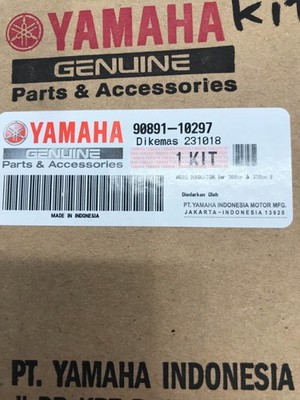 KIT
YAMAHA
GENUINE
Parts & Accessories
YAMAHA 90891-10297
GENUINE Dikemas 231018
Parts & Accessories 1 KIT
Diedarkan Oleh
PT. YAMAHA INDONESIA MOTOR MFG.
JAKARTA-INDONESIA 13920
MADE IN INDONESIA
PT. YAMAHA INDONESIA